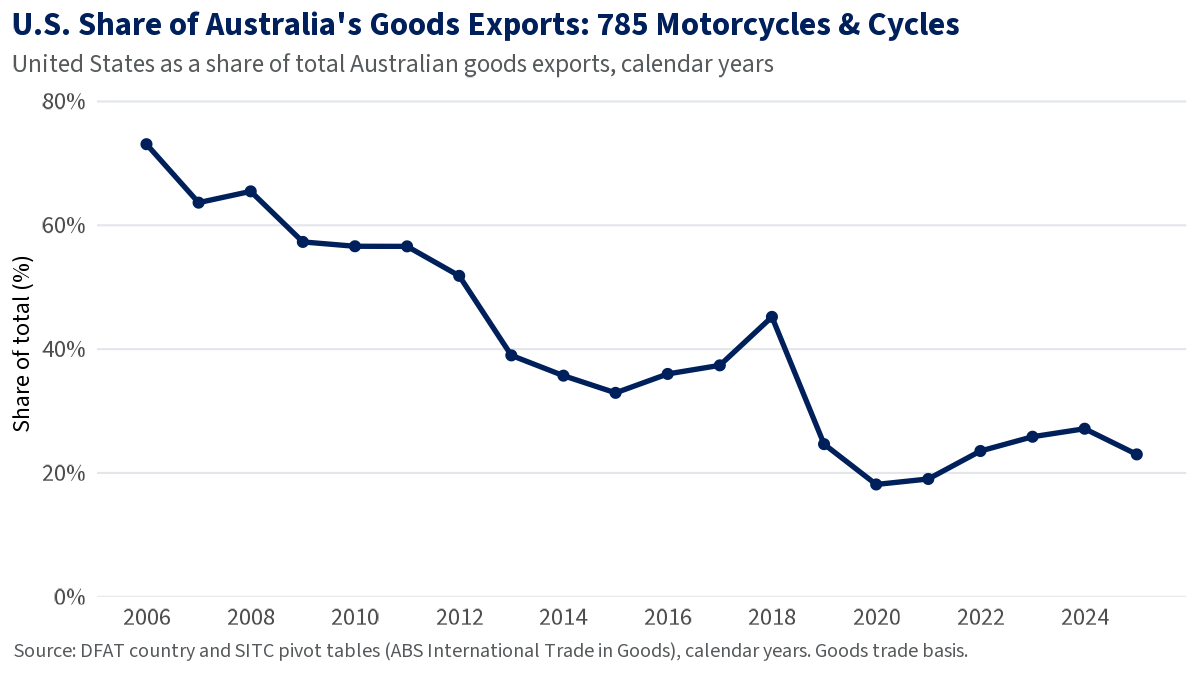 U.S. Share of Australia's Goods Exports: 785 Motorcycles & Cycles
United States as a share of total Australian goods exports, calendar years
Share of total (%)
80%
60%
40%
20%
0%
2006 2008 2010 2012 2014 2016 2018 2020 2022 2024
Source: DFAT country and SITC pivot tables (ABS International Trade in Goods), calendar years. Goods trade basis.